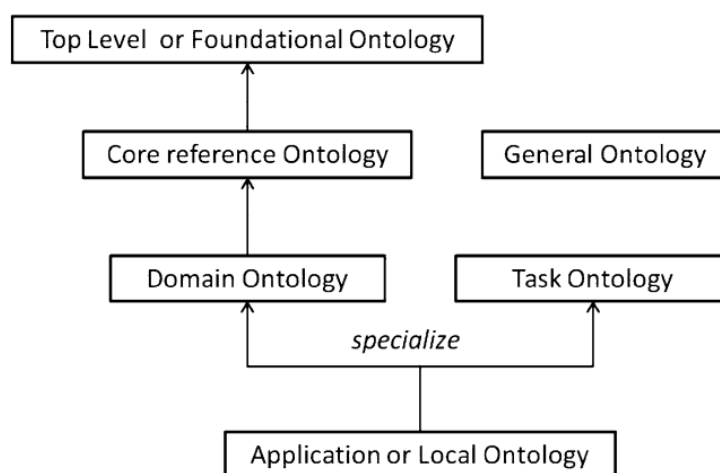 Top Level or Foundational Ontology
Core reference Ontology
General Ontology
Domain Ontology
Task Ontology
specialize
Application or Local Ontology